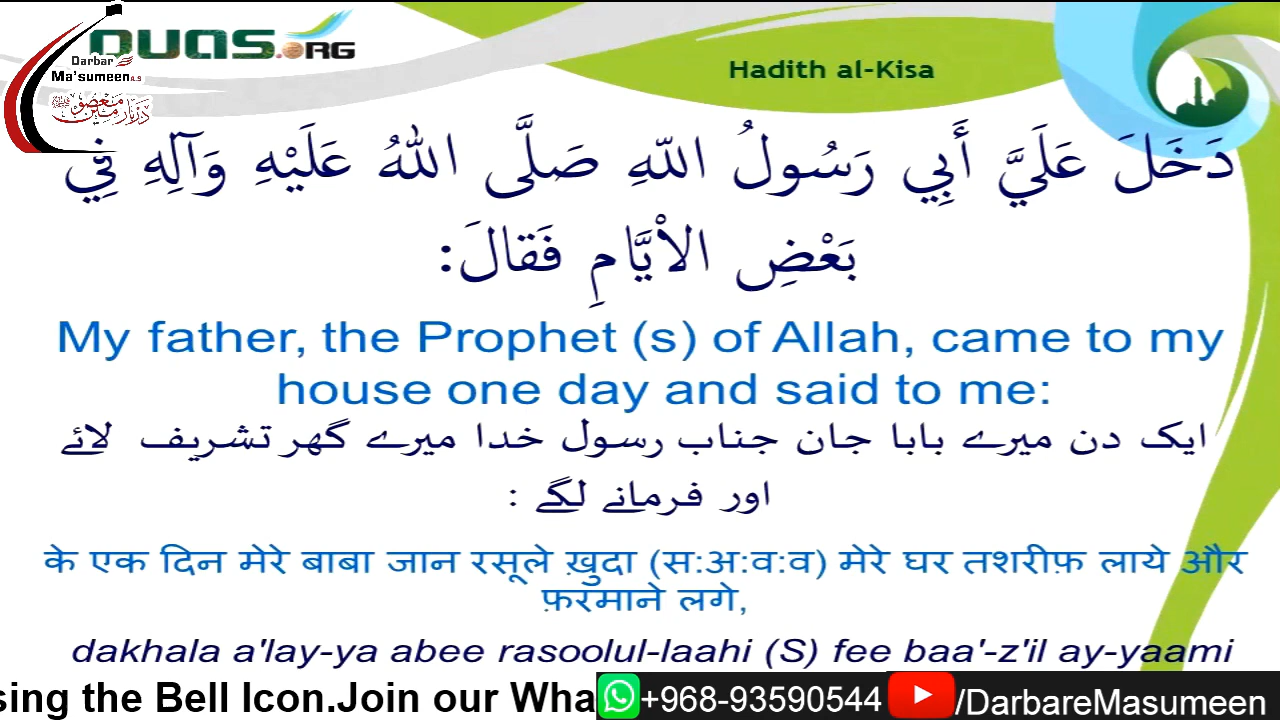 DUAS.ORG
Darbar
Ma'sumeen A.S
Hadith al-Kisa
دَخَلَ عَلَيَّ أَبِي رَسُولُ اللّهِ صَلَّى اللهُ عَلَيْهِ وَآلِهِ فِي
بَعْضِ الاْيَّامِ فَقَالَ:
My father, the Prophet (s) of Allah, came to my
house one day and said to me:
ایک دن میرے بابا جان جناب رسول خدا میرے گھر تشریف لائے
اور فرمانے لگے :
के एक दिन मेरे बाबा जान रसूले ख़ुदा (स:अ:व:व) मेरे घर तशरीफ़ लाये और
फ़रमाने लगे,
dakhala a'lay-ya abee rasoolul-laahi (S) fee baa'-z'il ay-yaami
sing the Bell Icon.Join our Wha
+968-93590544
/DarbareMasumeen